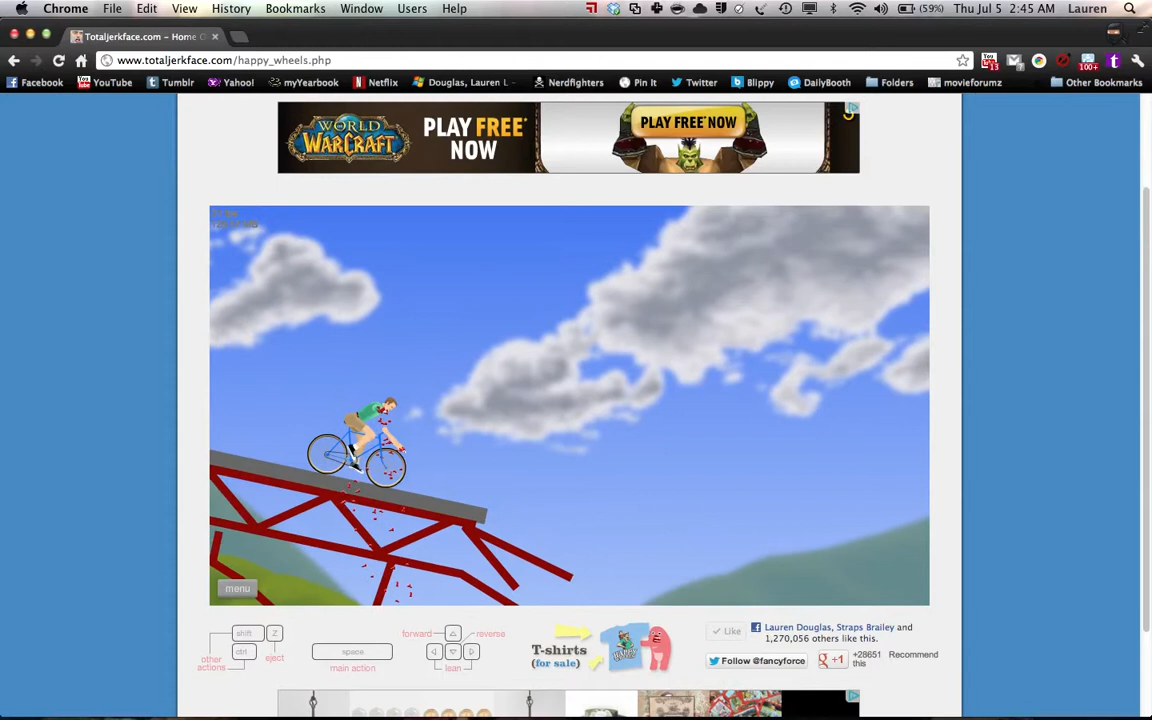 Chrome File Edit View History Bookmarks Window Users Help (59%) Thu Jul 5 2:45 AM Lauren
Totaljerkface.com – Home
www.totaljerkface.com/happy_wheels.php
13
100+
Facebook YouTube Tumblr Yahoo! myYearbook Netflix Douglas, Lauren L Nerdfighters Pin It Twitter Blippy DailyBooth Folders movieforumz Other Bookmarks
WORLD WARCRAFT PLAY FREE* NOW PLAY FREE* NOW
menu
shift Z
ctrl
other actions
eject
space
main action
forward reverse
lean
T-shirts (for sale)
Like
Lauren Douglas, Straps Brailey and 1,270,056 others like this.
Follow @fancyforce
+1
+28651 Recommend this